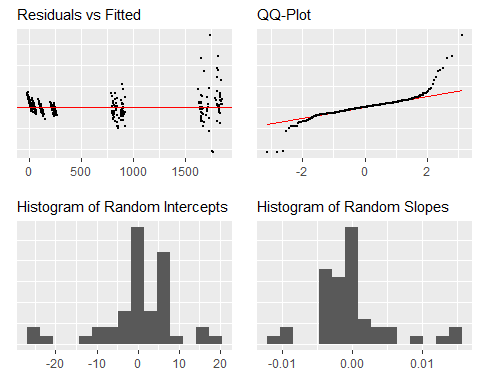 Residuals vs Fitted
0 500 1000 1500
QQ-Plot
-2 0 2
Histogram of Random Intercepts
-20 -10 0 10 20
Histogram of Random Slopes
-0.01 0.00 0.01